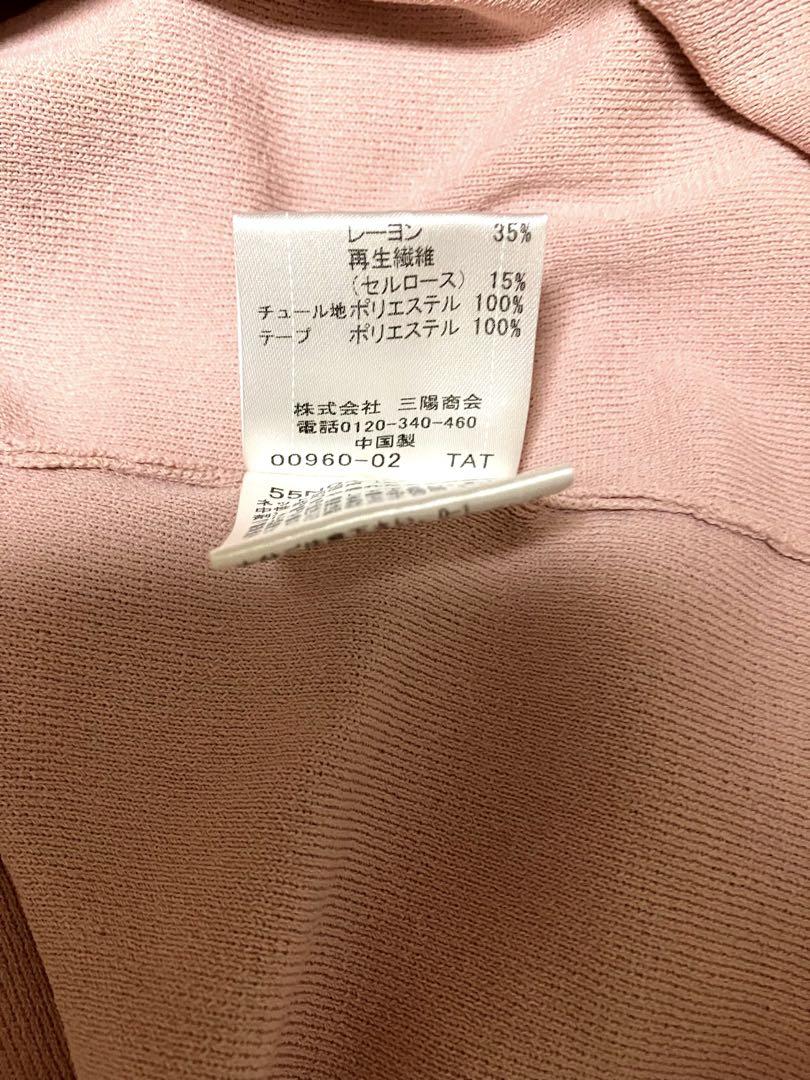 レーヨン 35%
再生繊維
（セルロース） 15%
チュール地 ポリエステル 100%
テープ ポリエステル 100%
株式会社 三陽商会
電話0120-340-460
中国製
00960-02 TAT